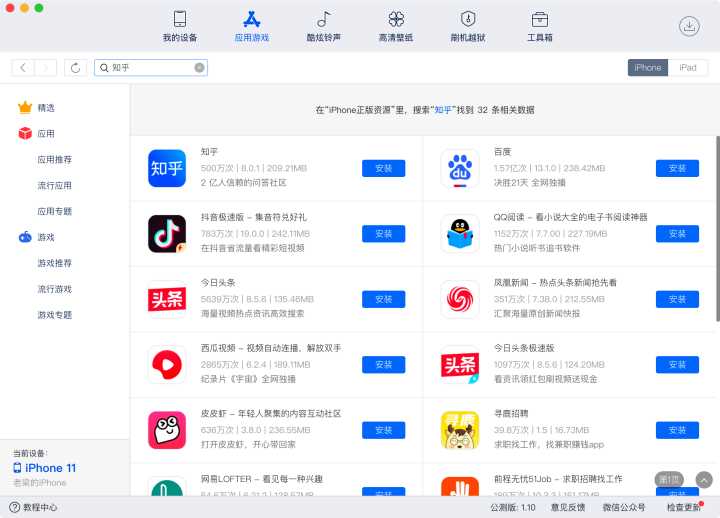 我的设备
应用游戏
酷炫铃声
高清壁纸
刷机越狱
工具箱
知乎
iPhone
iPad
精选
应用
应用推荐
流行应用
应用专题
游戏
游戏推荐
流行游戏
游戏专题
当前设备:
iPhone 11
老梁的iPhone
在“iPhone正版资源”里，搜索“知乎”找到 32 条相关数据
知乎
知乎
500万次 | 8.0.1 | 209.21MB
2 亿人信赖的问答社区
安装
du
百度
1.57亿次 | 13.1.0 | 238.42MB
决胜21天 全网独播
安装
抖音极速版 – 集音符兑好礼
783万次 | 19.0.0 | 242.11MB
在抖音省流量看精彩短视频
安装
QQ阅读 – 看小说大全的电子书阅读神器
1152万次 | 7.7.00 | 227.19MB
热门小说听书追书软件
安装
头条
今日头条
5639万次 | 8.5.6 | 135.48MB
海量视频热点资讯高效搜索
安装
凤凰新闻 – 热点头条新闻抢先看
351万次 | 7.38.0 | 212.55MB
汇聚海量原创新闻快报
安装
西瓜视频 – 视频自动连播，解放双手
2865万次 | 6.2.4 | 189.11MB
纪录片《宇宙》全网独播
安装
头条
今日头条极速版
1097万次 | 8.5.6 | 124.20MB
看资讯领红包刷视频送现金
安装
皮皮虾 – 年轻人聚集的内容互动社区
636万次 | 3.8.0 | 236.55MB
打开皮皮虾，开心带回家
安装
寻鹿
寻鹿招聘
39.8万次 | 1.5 | 16.73MB
求职找工作，找兼职赚钱app
安装
网易LOFTER – 看见每一种兴趣
安装
前程无忧51Job – 求职招聘找工作
安装
第1页
教程中心
公测版: 1.10
意见反馈
微信公众号
检查更新